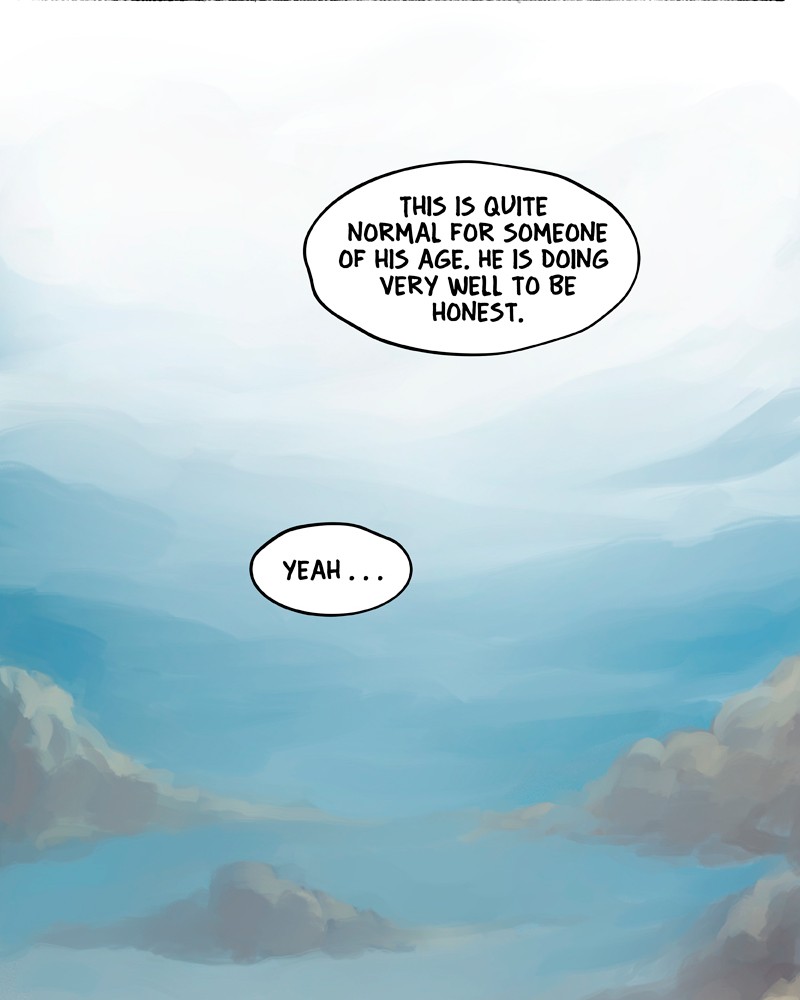 THIS IS QUITE
NORMAL FOR SOMEONE
OF HIS AGE. HE IS DOING
VERY WELL TO BE
HONEST.
YEAH . . .